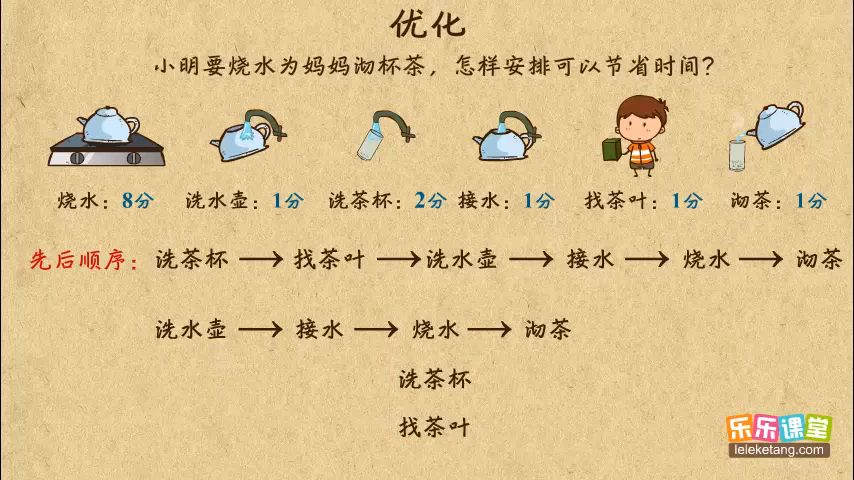 优化
小明要烧水为妈妈沏杯茶，怎样安排可以节省时间？
烧水：8分 洗水壶：1分 洗茶杯：2分 接水：1分 找茶叶：1分 沏茶：1分
先后顺序：洗茶杯 → 找茶叶 → 洗水壶 → 接水 → 烧水 → 沏茶
洗水壶 → 接水 → 烧水 → 沏茶
洗茶杯
找茶叶
乐乐课堂
leleketang.com